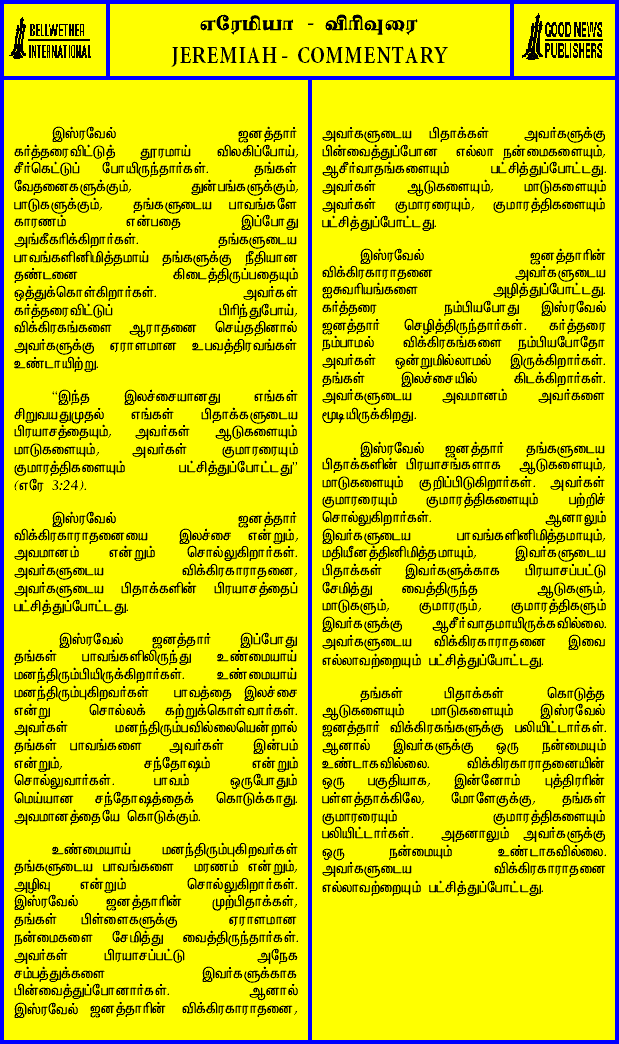 BELLWETHER
INTERNATIONAL
எரேமியா - விரிவுரை
JEREMIAH - COMMENTARY
GOOD NEWS
PUBLISHERS
இஸ்ரவேல் ஜனத்தார்
கர்த்தரைவிட்டுத் தூரமாய் விலகிப்போய்,
சீர்கெட்டுப் போயிருந்தார்கள். தங்கள்
வேதனைகளுக்கும், துன்பங்களுக்கும்,
பாடுகளுக்கும், தங்களுடைய பாவங்களே
காரணம் என்பதை இப்போது
அங்கீகரிக்கிறார்கள். தங்களுடைய
பாவங்களினிமித்தமாய் தங்களுக்கு நீதியான
தண்டனை கிடைத்திருப்பதையும்
ஒத்துக்கொள்கிறார்கள். அவர்கள்
கர்த்தரைவிட்டுப் பிரிந்துபோய்,
விக்கிரகங்களை ஆராதனை செய்ததினால்
அவர்களுக்கு ஏராளமான உபவத்திரவங்கள்
உண்டாயிற்று.
“இந்த இலச்சையானது எங்கள்
சிறுவயதுமுதல் எங்கள் பிதாக்களுடைய
பிரயாசத்தையும், அவர்கள் ஆடுகளையும்
மாடுகளையும், அவர்கள் குமாரரையும்
குமாரத்திகளையும் பட்சித்துப்போட்டது”
(எரே 3:24).
இஸ்ரவேல் ஜனத்தார்
விக்கிரகாராதனையை இலச்சை என்றும்,
அவமானம் என்றும் சொல்லுகிறார்கள்.
அவர்களுடைய விக்கிரகாராதனை,
அவர்களுடைய பிதாக்களின் பிரயாசத்தைப்
பட்சித்துப்போட்டது.
இஸ்ரவேல் ஜனத்தார் இப்போது
தங்கள் பாவங்களிலிருந்து உண்மையாய்
மனந்திரும்பியிருக்கிறார்கள். உண்மையாய்
மனந்திரும்புகிறவர்கள் பாவத்தை இலச்சை
என்று சொல்லக் கற்றுக்கொள்வார்கள்.
அவர்கள் மனந்திரும்பவில்லையென்றால்
தங்கள் பாவங்களை அவர்கள் இன்பம்
என்றும், சந்தோஷம் என்றும்
சொல்லுவார்கள். பாவம் ஒருபோதும்
மெய்யான சந்தோஷத்தைக் கொடுக்காது.
அவமானத்தையே கொடுக்கும்.
உண்மையாய் மனந்திரும்புகிறவர்கள்
தங்களுடைய பாவங்களை மரணம் என்றும்,
அழிவு என்றும் சொல்லுகிறார்கள்.
இஸ்ரவேல் ஜனத்தாரின் முற்பிதாக்கள்,
தங்கள் பிள்ளைகளுக்கு ஏராளமான
நன்மைகளை சேமித்து வைத்திருந்தார்கள்.
அவர்கள் பிரயாசப்பட்டு அநேக
சம்பத்துக்களை இவர்களுக்காக
பின்வைத்துப்போனார்கள். ஆனால்
இஸ்ரவேல் ஜனத்தாரின் விக்கிரகாராதனை,
அவர்களுடைய பிதாக்கள் அவர்களுக்கு
பின்வைத்துப்போன எல்லா நன்மைகளையும்,
ஆசீர்வாதங்களையும் பட்சித்துப்போட்டது.
அவர்கள் ஆடுகளையும், மாடுகளையும்
அவர்கள் குமாரரையும், குமாரத்திகளையும்
பட்சித்துப்போட்டது.
இஸ்ரவேல் ஜனத்தாரின்
விக்கிரகாராதனை அவர்களுடைய
ஐசுவரியங்களை அழித்துப்போட்டது.
கர்த்தரை நம்பியபோது இஸ்ரவேல்
ஜனத்தார் செழித்திருந்தார்கள். கர்த்தரை
நம்பாமல் விக்கிரகங்களை நம்பியபோதோ
அவர்கள் ஒன்றுமில்லாமல் இருக்கிறார்கள்.
தங்கள் இலச்சையில் கிடக்கிறார்கள்.
அவர்களுடைய அவமானம் அவர்களை
மூடியிருக்கிறது.
இஸ்ரவேல் ஜனத்தார் தங்களுடைய
பிதாக்களின் பிரயாசங்களாக ஆடுகளையும்,
மாடுகளையும் குறிப்பிடுகிறார்கள். அவர்கள்
குமாரரையும் குமாரத்திகளையும் பற்றிச்
சொல்லுகிறார்கள். ஆனாலும்
இவர்களுடைய பாவங்களினிமித்தமாயும்,
மதியீனத்தினிமித்தமாயும், இவர்களுடைய
பிதாக்கள் இவர்களுக்காக பிரயாசப்பட்டு
சேமித்து வைத்திருந்த ஆடுகளும்,
மாடுகளும், குமாரரும், குமாரத்திகளும்
இவர்களுக்கு ஆசீர்வாதமாயிருக்கவில்லை.
அவர்களுடைய விக்கிரகாராதனை இவை
எல்லாவற்றையும் பட்சித்துப்போட்டது.
தங்கள் பிதாக்கள் கொடுத்த
ஆடுகளையும் மாடுகளையும் இஸ்ரவேல்
ஜனத்தார் விக்கிரகங்களுக்கு பலியிட்டார்கள்.
ஆனால் இவர்களுக்கு ஒரு நன்மையும்
உண்டாகவில்லை. விக்கிரகாராதனையின்
ஒரு பகுதியாக, இன்னோம் புத்திரரின்
பள்ளத்தாக்கிலே, மோளேகுக்கு, தங்கள்
குமாரரையும் குமாரத்திகளையும்
பலியிட்டார்கள். அதனாலும் அவர்களுக்கு
ஒரு நன்மையும் உண்டாகவில்லை.
அவர்களுடைய விக்கிரகாராதனை
எல்லாவற்றையும் பட்சித்துப்போட்டது.